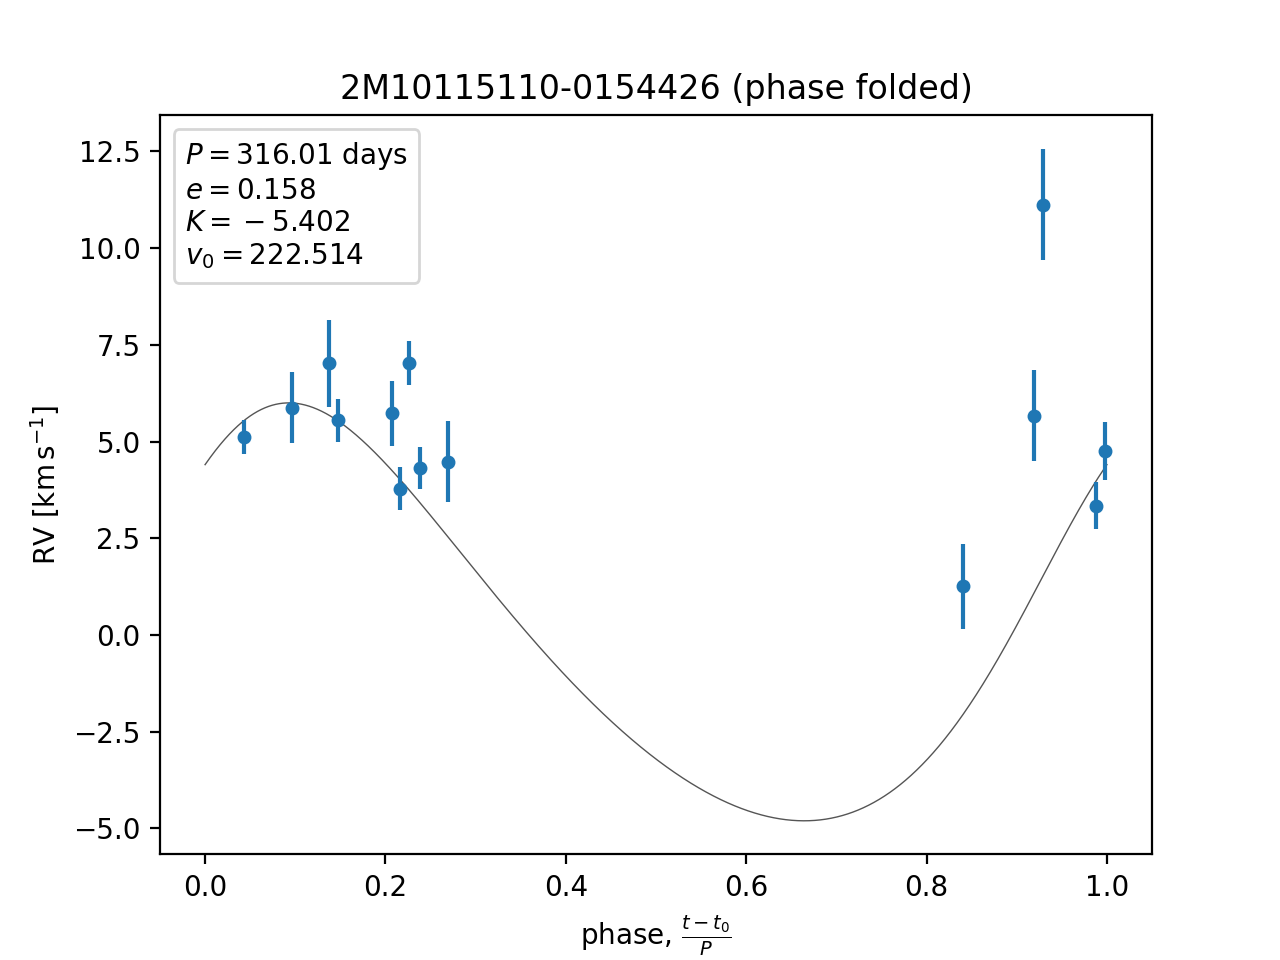 2M10115110-0154426 (phase folded)
P = 316.01 days
e = 0.158
K = −5.402
v₀ = 222.514
RV [km s⁻¹]
12.5
10.0
7.5
5.0
2.5
0.0
−2.5
−5.0
0.0 0.2 0.4 0.6 0.8 1.0
phase, (t − t₀)/P